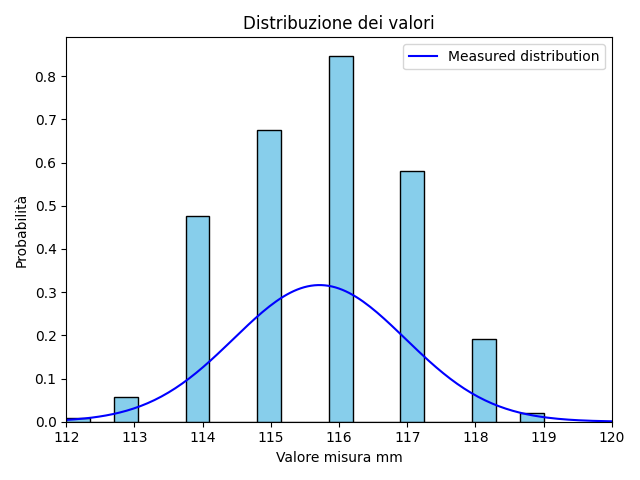 Distribuzione dei valori
Measured distribution
Probabilità
0.8
0.7
0.6
0.5
0.4
0.3
0.2
0.1
0.0
112 113 114 115 116 117 118 119 120
Valore misura mm